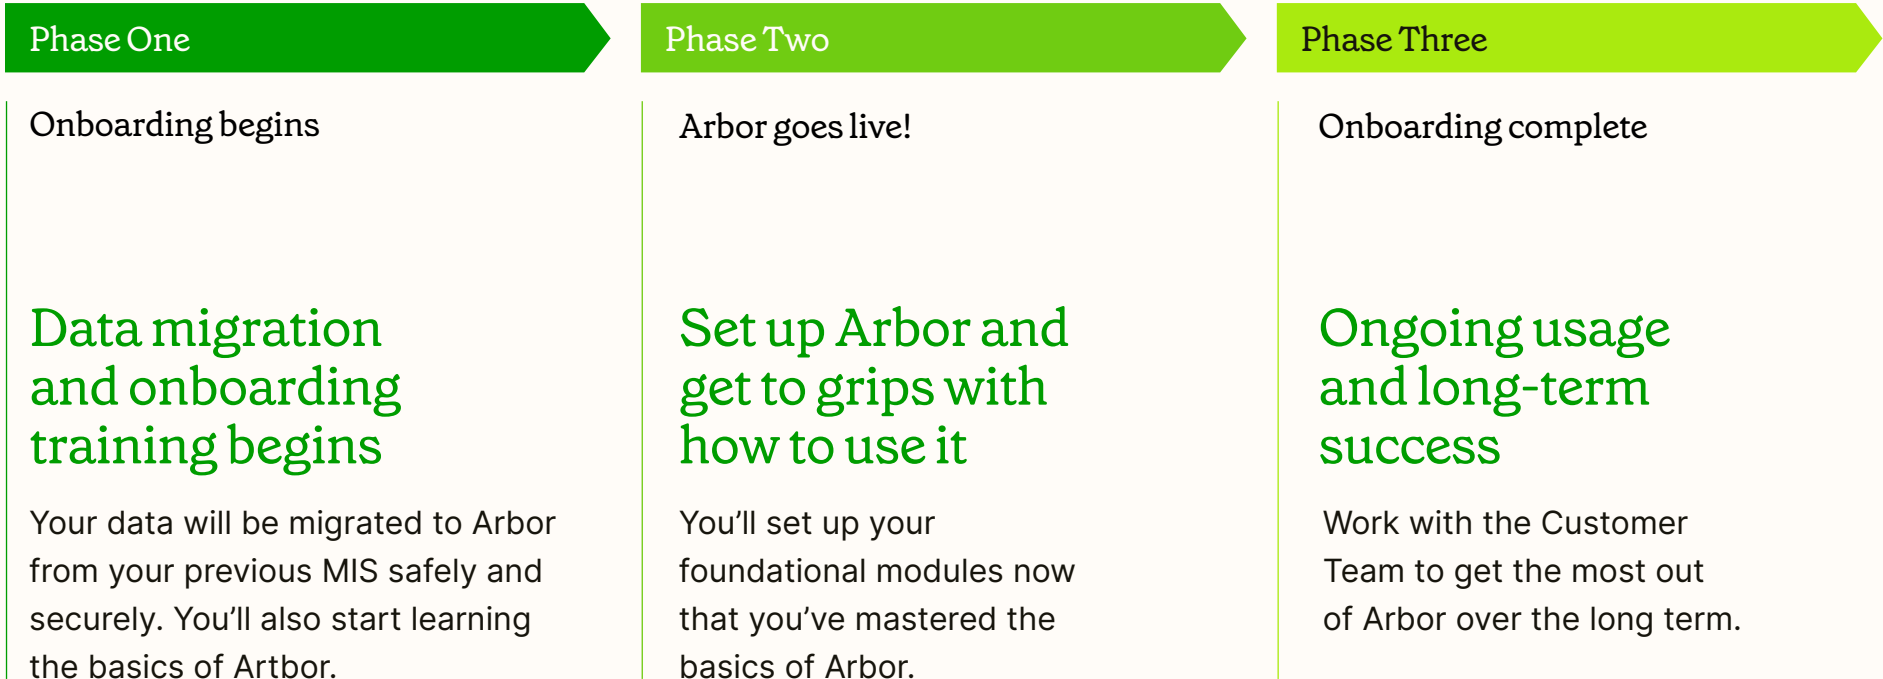 Phase One
Onboarding begins
Data migration
and onboarding
training begins
Your data will be migrated to Arbor
from your previous MIS safely and
securely. You’ll also start learning
the basics of Artbor.
Phase Two
Arbor goes live!
Set up Arbor and
get to grips with
how to use it
You’ll set up your
foundational modules now
that you’ve mastered the
basics of Arbor.
Phase Three
Onboarding complete
Ongoing usage
and long-term
success
Work with the Customer
Team to get the most out
of Arbor over the long term.